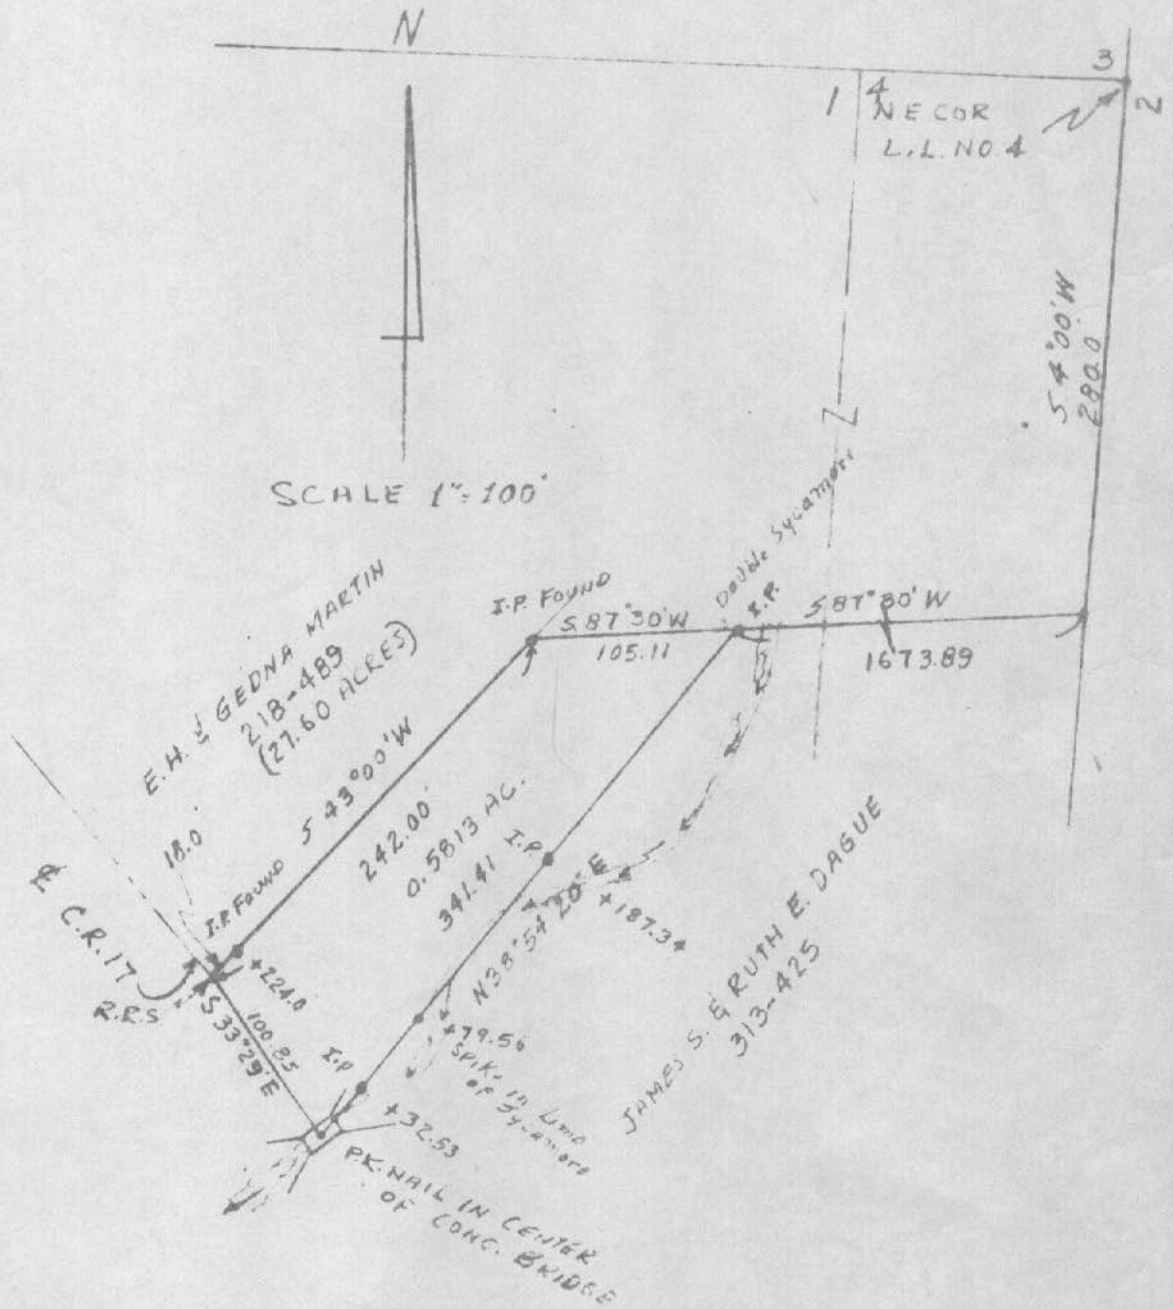 N
3
1
4
2
N E COR
L.L. NO 4
S 4°00' W
280.0
SCALE 1"=100'
I.P. FOUND
Double Sycamore
I.P.
S 87°30' W
105.11
S 87°30' W
1673.89
E.H. & GEDNA MARTIN
218-489
(27.60 ACRES)
18.0
S 43°00' W
242.00'
0.5813 AC.
341.41
I.P.
N 38°54'20" E
+187.34
JAMES S. & RUTH E. DAGUE
313-425
I.P. FOUND
+224.0
℄ C.R. 17
R.R.S
100.85
S 33°29' E
I.P
+79.56
SPIKE in Limb
OF Sycamore
+32.53
P.K. NAIL IN CENTER
OF CONC. BRIDGE